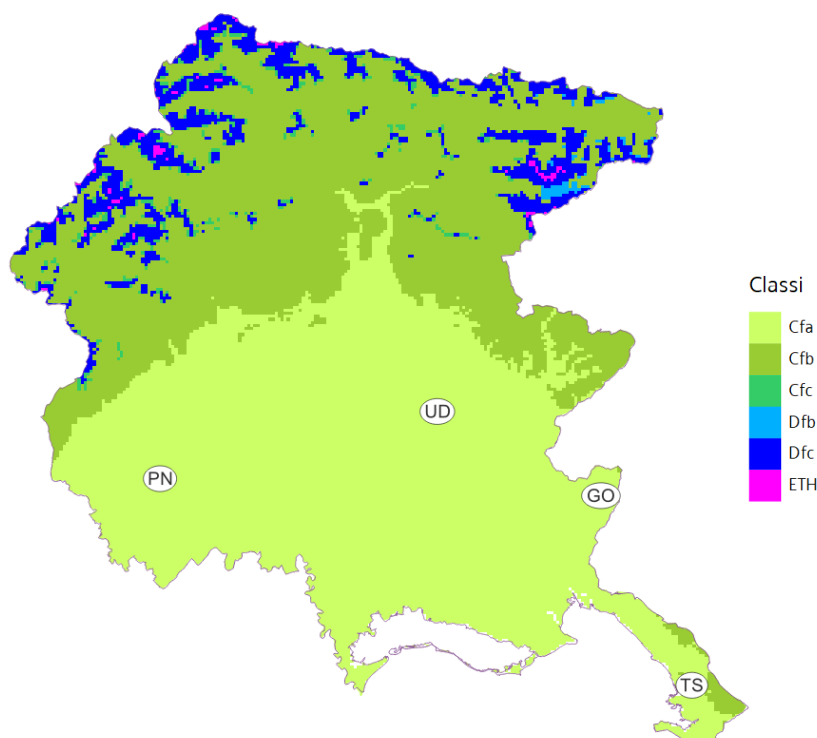 Classi
Cfa
Cfb
Cfc
Dfb
Dfc
ETH
UD
PN
GO
TS